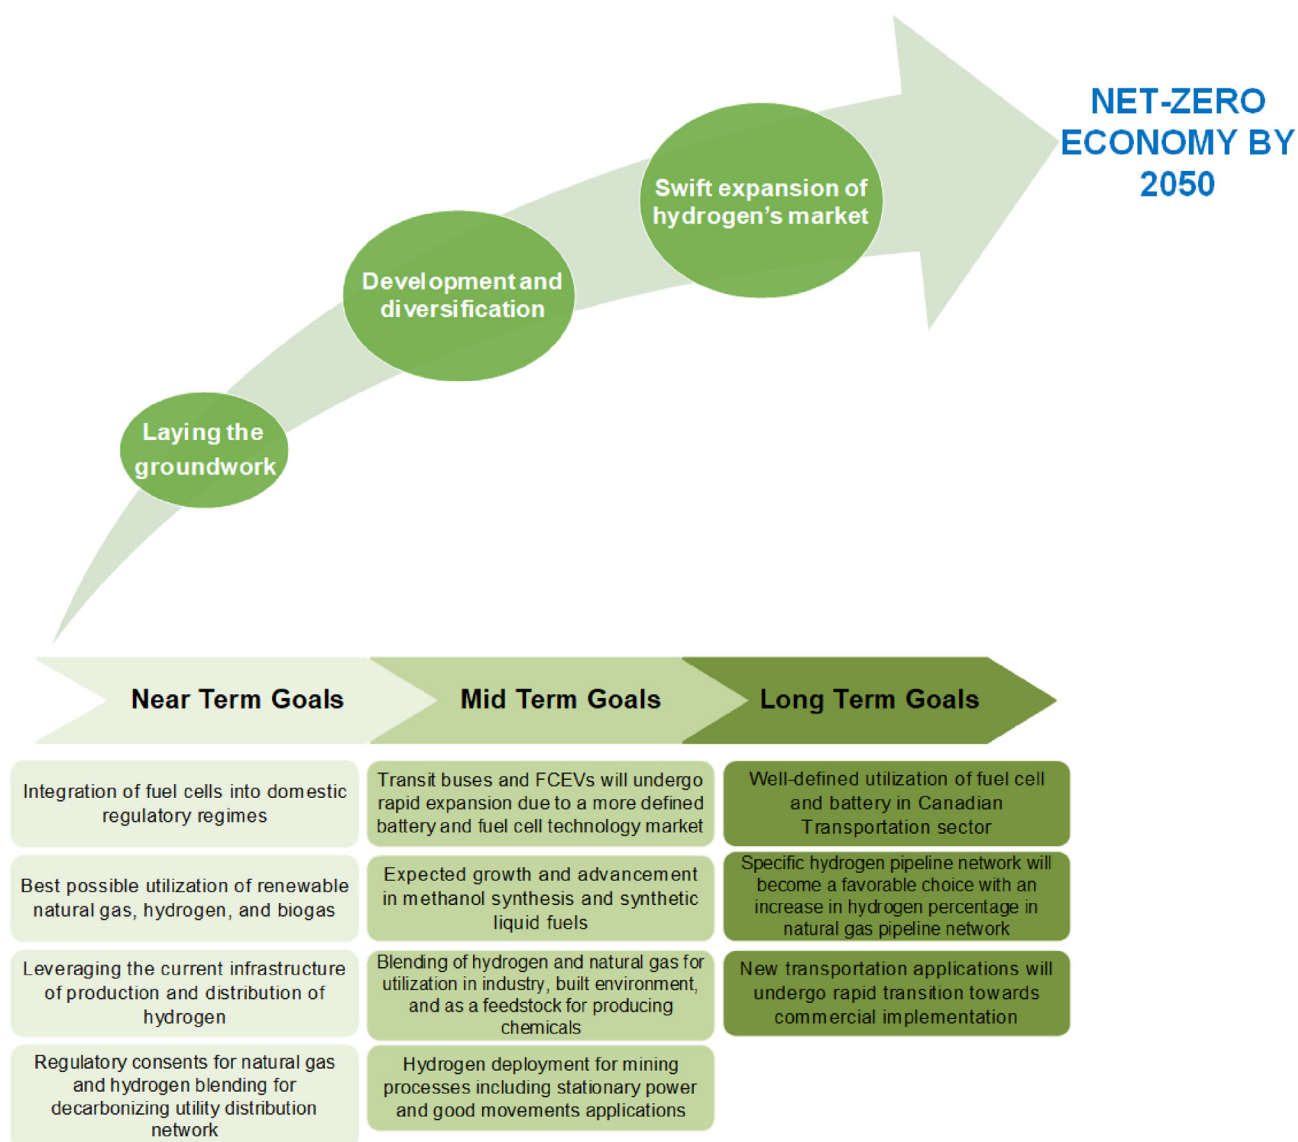 NET-ZERO
ECONOMY BY
2050
Swift expansion of
hydrogen's market
Development and
diversification
Laying the
groundwork
Near Term Goals
Mid Term Goals
Long Term Goals
Integration of fuel cells into domestic
regulatory regimes
Best possible utilization of renewable
natural gas, hydrogen, and biogas
Leveraging the current infrastructure
of production and distribution of
hydrogen
Regulatory consents for natural gas
and hydrogen blending for
decarbonizing utility distribution
network
Transit buses and FCEVs will undergo
rapid expansion due to a more defined
battery and fuel cell technology market
Expected growth and advancement
in methanol synthesis and synthetic
liquid fuels
Blending of hydrogen and natural gas for
utilization in industry, built environment,
and as a feedstock for producing
chemicals
Hydrogen deployment for mining
processes including stationary power
and good movements applications
Well-defined utilization of fuel cell
and battery in Canadian
Transportation sector
Specific hydrogen pipeline network will
become a favorable choice with an
increase in hydrogen percentage in
natural gas pipeline network
New transportation applications will
undergo rapid transition towards
commercial implementation